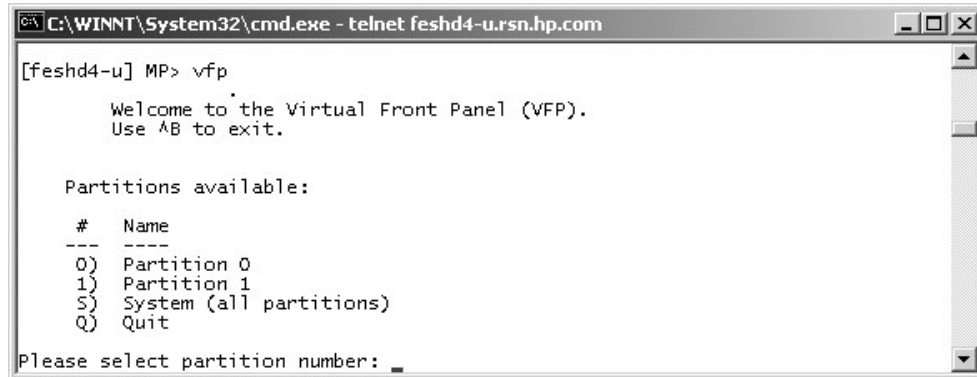 C:\WINNT\System32\cmd.exe - telnet feshd4-u.rsn.hp.com
[feshd4-u] MP> vfp
Welcome to the Virtual Front Panel (VFP).
Use ^B to exit.
Partitions available:
# Name
--- ----
0) Partition 0
1) Partition 1
S) System (all partitions)
Q) Quit
Please select partition number: _